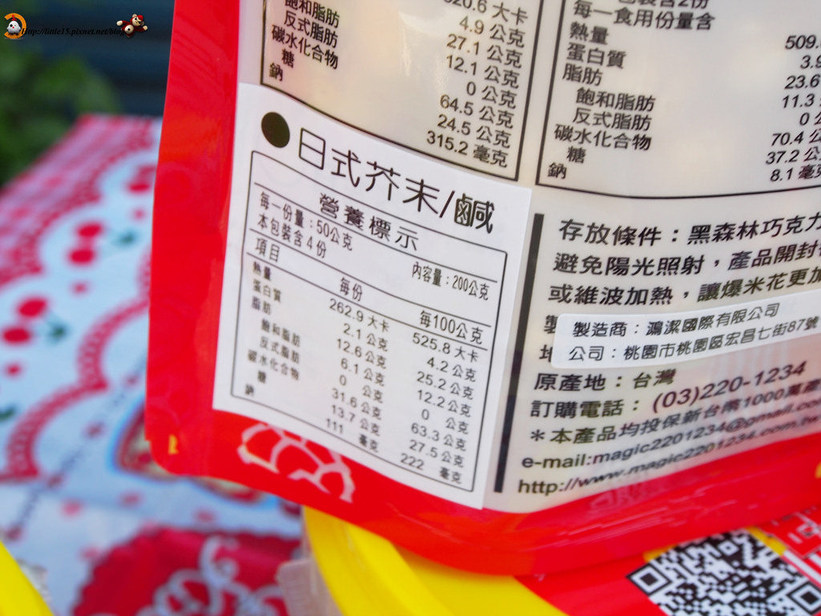 飽和脂肪
反式脂肪
碳水化合物
糖
鈉
4.9 公克
27.1 公克
12.1 公克
0 公克
64.5 公克
24.5 公克
315.2 毫克
每一食用份量含
熱量 509.
蛋白質 3.9
脂肪 23.6
飽和脂肪 11.3
反式脂肪 0
碳水化合物 70.4
糖 37.2
鈉 8.1 毫
●日式芥末/鹹
營養標示
每一份量：50公克 內容量：200公克
本包裝含 4 份
項目 每份 每100公克
熱量 262.9 大卡 525.8 大卡
蛋白質 2.1 公克 4.2 公克
脂肪 12.6 公克 25.2 公克
飽和脂肪 6.1 公克 12.2 公克
反式脂肪 0 公克 0 公克
碳水化合物 31.6 公克 63.3 公克
糖 13.7 公克 27.5 公克
鈉 111 毫克 222 毫克
存放條件：黑森林巧克力
避免陽光照射，產品開封
或維波加熱，讓爆米花更加
製造商：鴻潔國際有限公司
公司：桃園市桃園區宏昌七街87號
原產地：台灣
訂購電話：(03)220-1234
＊本產品均投保新台幣1000萬產
e-mail:magic2201234@gmail.co
http://www.magic2201234.com.tw